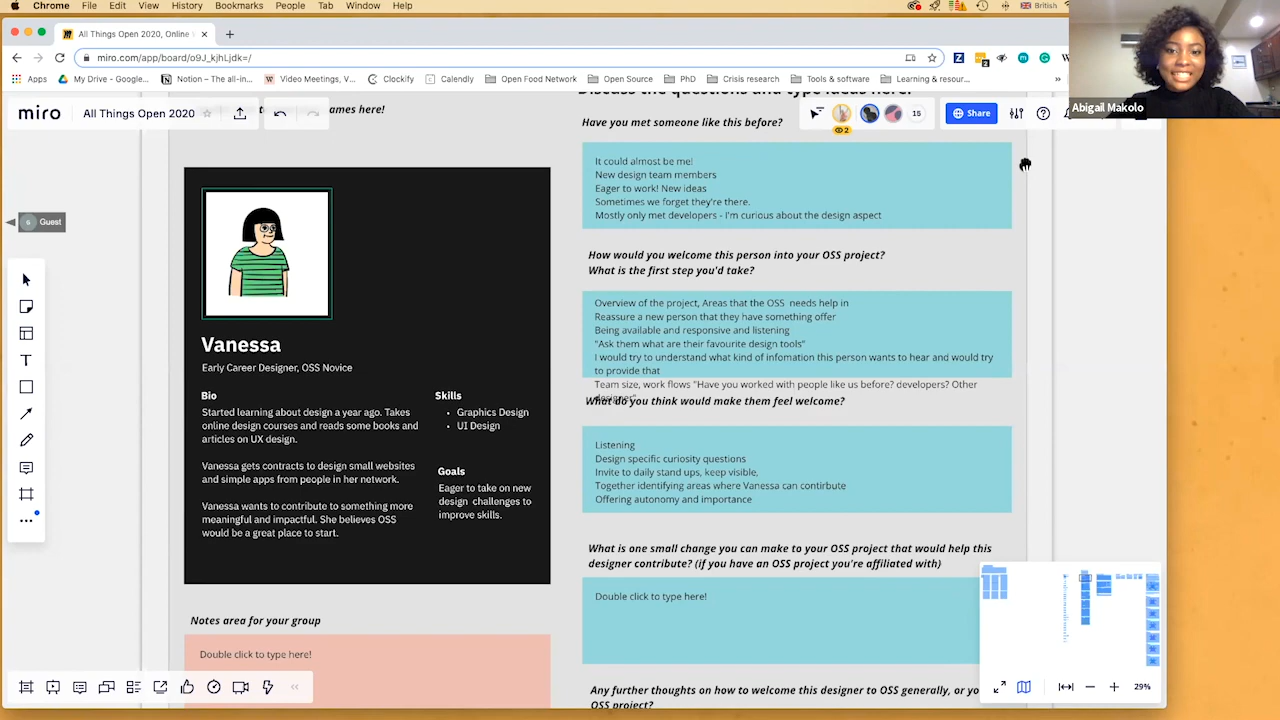 Chrome File Edit View History Bookmarks People Tab Window Help
British
All Things Open 2020, Online
miro.com/app/board/o9J_kjhLjdk=/
Apps My Drive - Google... Notion – The all-in... Video Meetings, V... Clockify Calendly Open Food Network Open Source PhD Crisis research Tools & software Learning & resour... »
Abigail Makolo
miro All Things Open 2020
ames here!
Discuss the questions and type ideas here!
15
2
Share
Have you met someone like this before?
It could almost be me!
New design team members
Eager to work! New ideas
Sometimes we forget they're there.
Mostly only met developers - i'm curious about the design aspect
Guest
How would you welcome this person into your OSS project?
What is the first step you'd take?
Overview of the project, Areas that the OSS needs help in
Reassure a new person that they have something offer
Being available and responsive and listening
"Ask them what are their favourite design tools"
I would try to understand what kind of infomation this person wants to hear and would try
to provide that
Team size, work flows "Have you worked with people like us before? developers? Other
designer"
What do you think would make them feel welcome?
Listening
Design specific curiosity questions
Invite to daily stand ups, keep visible,
Together identifying areas where Vanessa can contirbute
Offering autonomy and importance
Vanessa
Early Career Designer, OSS Novice
Bio
Started learning about design a year ago. Takes
online design courses and reads some books and
articles on UX design.
Vanessa gets contracts to design small websites
and simple apps from people in her network.
Vanessa wants to contribute to something more
meaningful and impactful. She believes OSS
would be a great place to start.
Skills
• Graphics Design
• UI Design
Goals
Eager to take on new
design challenges to
improve skills.
What is one small change you can make to your OSS project that would help this
designer contribute? (if you have an OSS project you're affiliated with)
Double click to type here!
Notes area for your group
Double click to type here!
Any further thoughts on how to welcome this designer to OSS generally, or yo
OSS project?
29%